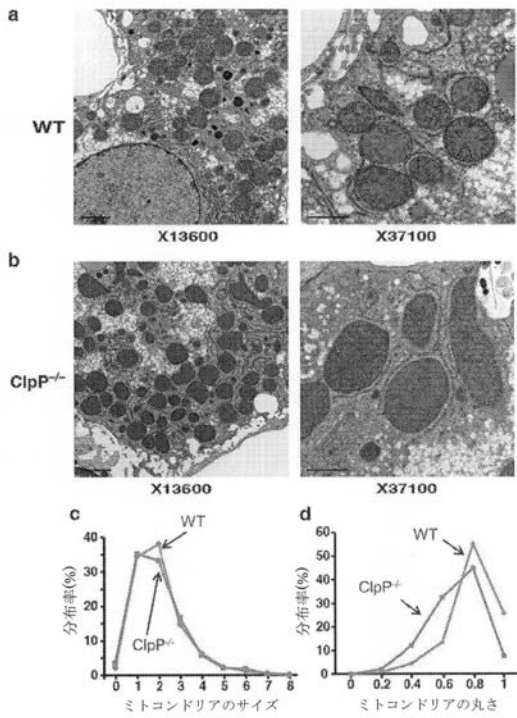 a
WT
X13600
X37100
b
ClpP-/-
X13600
X37100
c
d
分布率(%)
40
30
20
10
0
WT
ClpP-/-
0 1 2 3 4 5 6 7 8
ミトコンドリアのサイズ
分布率(%)
60
50
40
30
20
10
0
WT
ClpP-/-
0 0.2 0.4 0.6 0.8 1
ミトコンドリアの丸さ